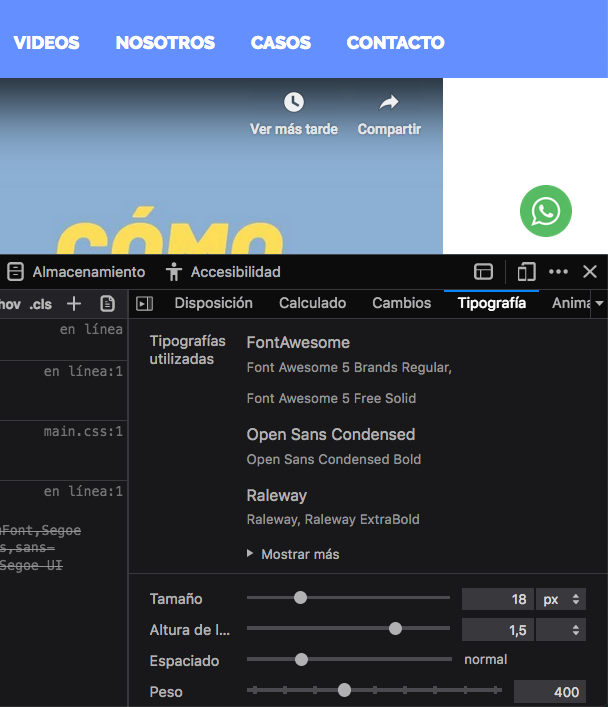 VIDEOS NOSOTROS CASOS CONTACTO
Ver más tarde Compartir
CÓMO
Almacenamiento Accesibilidad
hov .cls + Disposición Calculado Cambios Tipografía Anima
en línea
en línea:1
main.css:1
en línea:1
Font,Segoe
s,sans-
Segoe UI
Tipografías utilizadas
FontAwesome
Font Awesome 5 Brands Regular,
Font Awesome 5 Free Solid
Open Sans Condensed
Open Sans Condensed Bold
Raleway
Raleway, Raleway ExtraBold
Mostrar más
Tamaño 18 px
Altura de l... 1,5
Espaciado normal
Peso 400